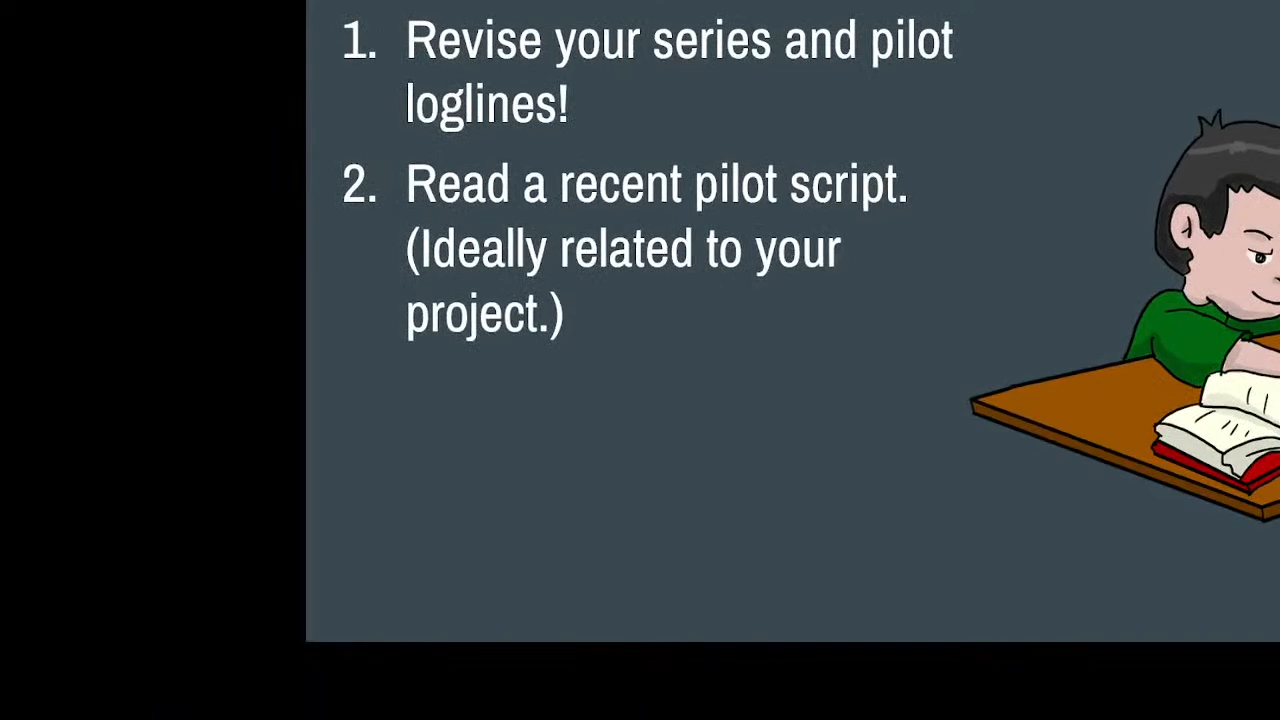 1. Revise your series and pilot
loglines!
2. Read a recent pilot script.
(Ideally related to your
project.)